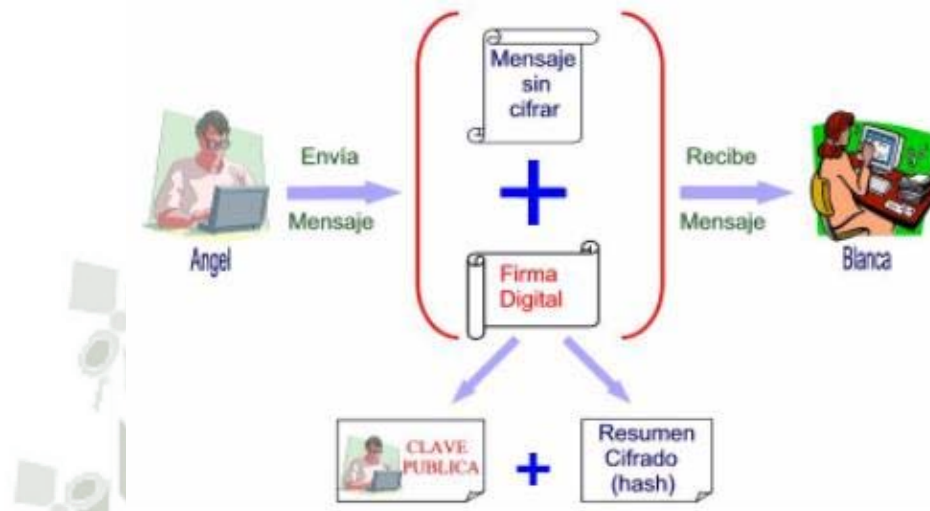 Mensaje
sin
cifrar
Envía
Mensaje
Recibe
Mensaje
Angel
Blanca
Firma
Digital
CLAVE
PUBLICA
Resumen
Cifrado
(hash)